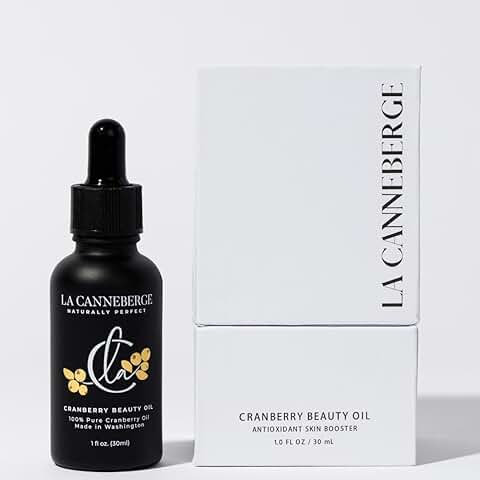 LA CANNEBERGE
NATURALLY PERFECT
Cla
CRANBERRY BEAUTY OIL
100% Pure Cranberry Oil
Made in Washington
1 fl oz. (30ml)
LA CANNEBERGE
CRANBERRY BEAUTY OIL
ANTIOXIDANT SKIN BOOSTER
1.0 FL OZ / 30 mL